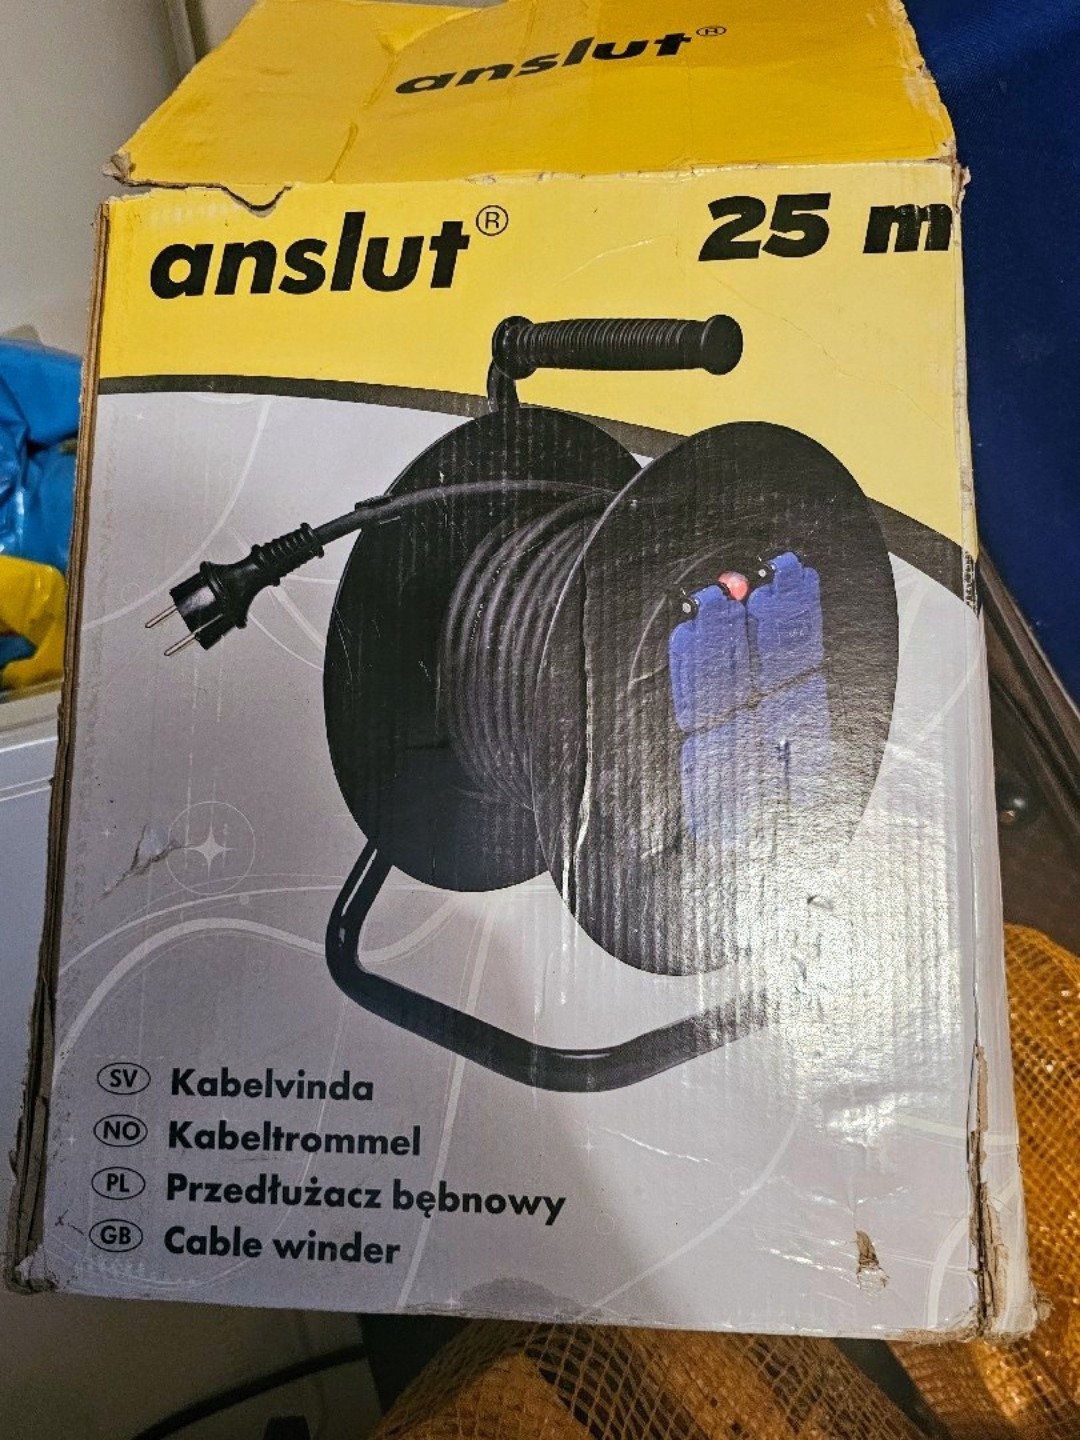 anslut®
anslut® 25 m
SV Kabelvinda
NO Kabeltrommel
PL Przedłużacz bębnowy
GB Cable winder